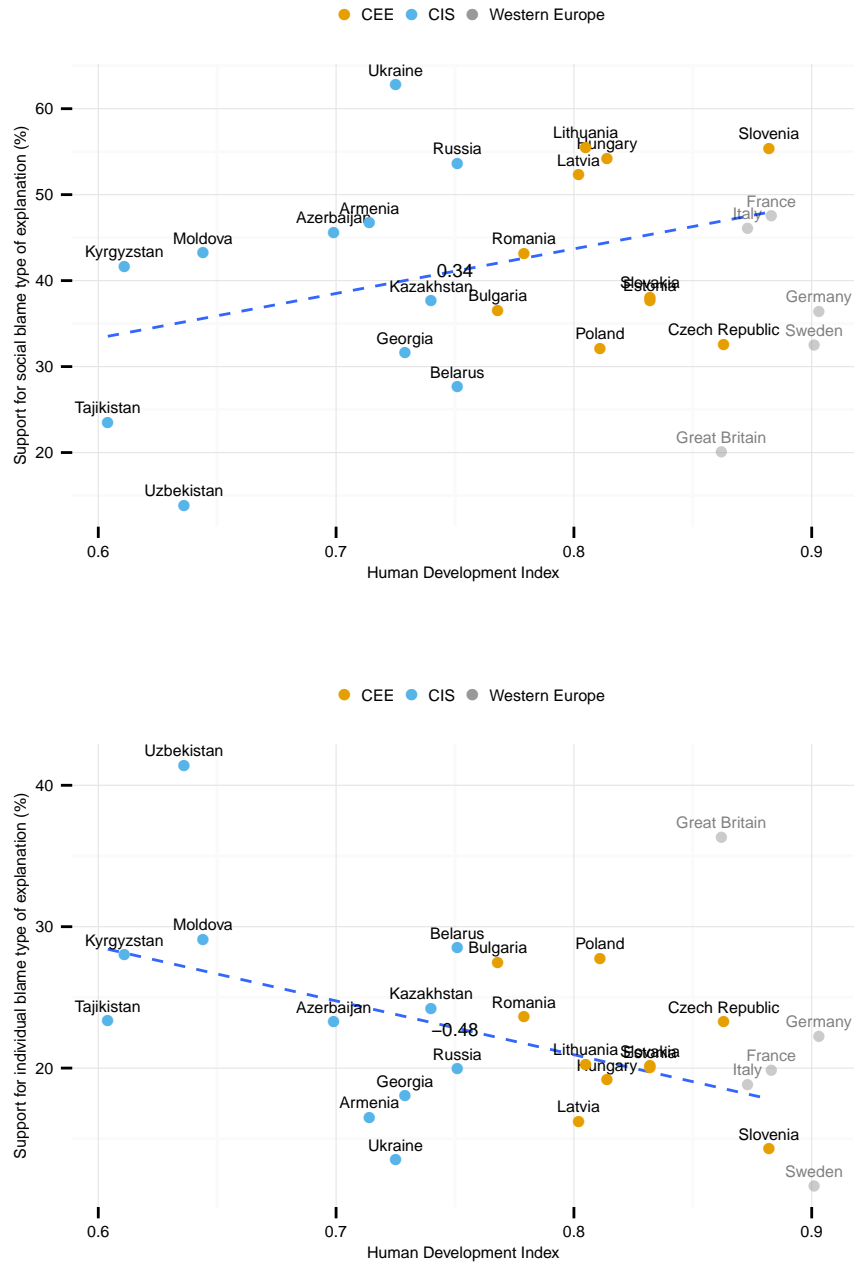 CEE CIS Western Europe
Support for social blame type of explanation (%)
60
50
40
30
20
Ukraine
Russia
Lithuania
Hungary
Latvia
Slovenia
France
Italy
Armenia
Azerbaijan
Moldova
Kyrgyzstan
Romania
0.34
Kazakhstan
Bulgaria
Slovakia
Estonia
Germany
Georgia
Poland
Czech Republic
Sweden
Belarus
Tajikistan
Great Britain
Uzbekistan
0.6 0.7 0.8 0.9
Human Development Index
CEE CIS Western Europe
Support for individual blame type of explanation (%)
40
30
20
Uzbekistan
Great Britain
Moldova
Kyrgyzstan
Belarus
Bulgaria
Poland
Tajikistan
Azerbaijan
Kazakhstan
Romania
Czech Republic
Germany
−0.48
Russia
Lithuania
Slovakia
Estonia
Hungary
France
Italy
Georgia
Armenia
Latvia
Ukraine
Slovenia
Sweden
0.6 0.7 0.8 0.9
Human Development Index